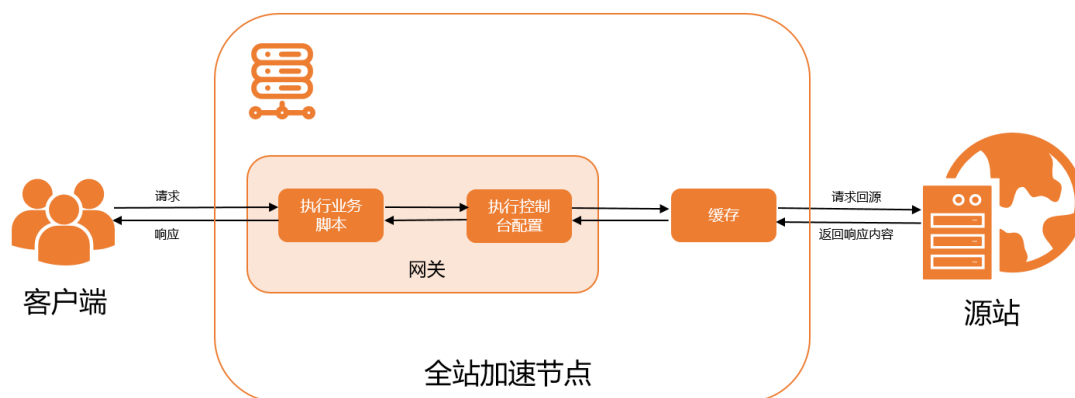 请求
响应
客户端
执行业务
脚本
执行控制
台配置
网关
缓存
请求回源
返回响应内容
源站
全站加速节点